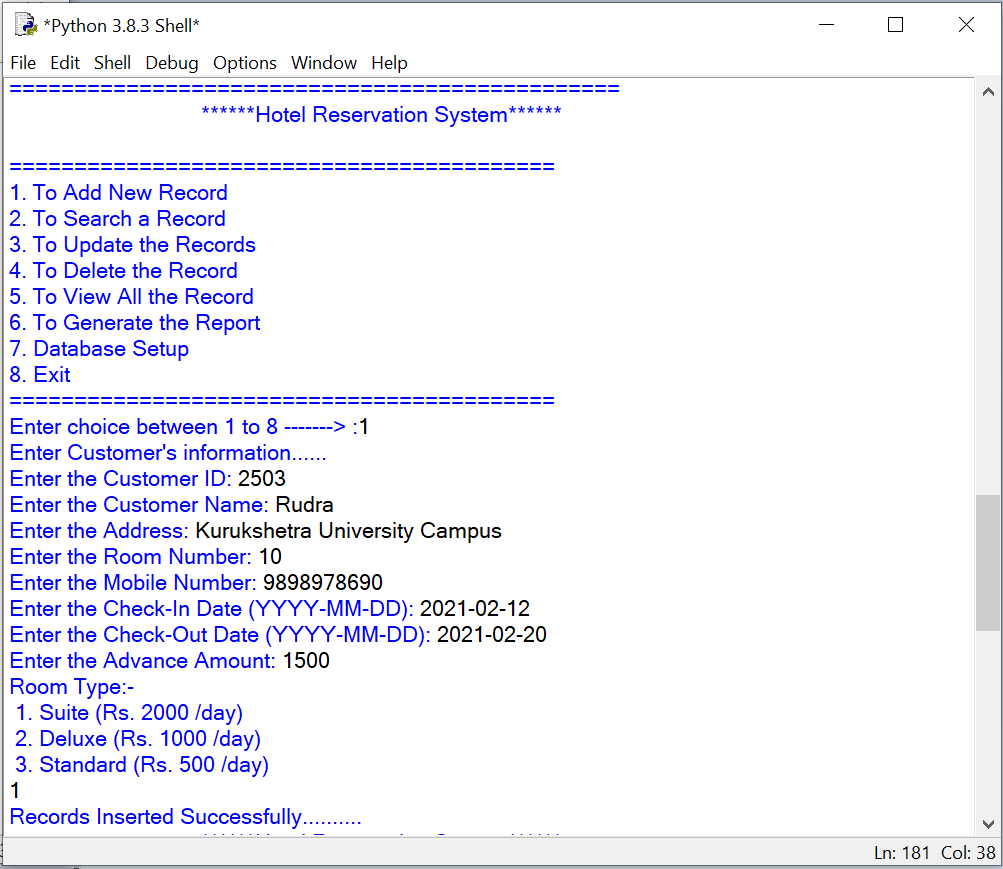 *Python 3.8.3 Shell*
File Edit Shell Debug Options Window Help
===============================================
******Hotel Reservation System******
==========================================
1. To Add New Record
2. To Search a Record
3. To Update the Records
4. To Delete the Record
5. To View All the Record
6. To Generate the Report
7. Database Setup
8. Exit
==========================================
Enter choice between 1 to 8 -------> :1
Enter Customer's information......
Enter the Customer ID: 2503
Enter the Customer Name: Rudra
Enter the Address: Kurukshetra University Campus
Enter the Room Number: 10
Enter the Mobile Number: 9898978690
Enter the Check-In Date (YYYY-MM-DD): 2021-02-12
Enter the Check-Out Date (YYYY-MM-DD): 2021-02-20
Enter the Advance Amount: 1500
Room Type:-
1. Suite (Rs. 2000 /day)
2. Deluxe (Rs. 1000 /day)
3. Standard (Rs. 500 /day)
1
Records Inserted Successfully..........
Ln: 181 Col: 38